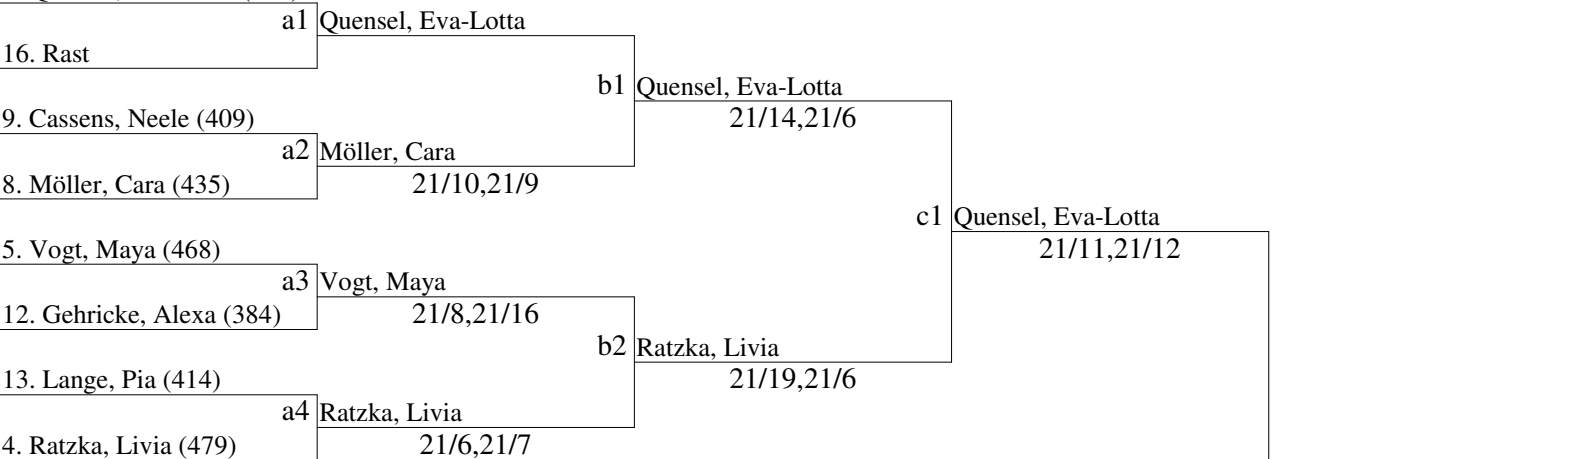 a1 Quensel, Eva-Lotta
16. Rast
b1 Quensel, Eva-Lotta
21/14,21/6
9. Cassens, Neele (409)
a2 Möller, Cara
21/10,21/9
8. Möller, Cara (435)
c1 Quensel, Eva-Lotta
21/11,21/12
5. Vogt, Maya (468)
a3 Vogt, Maya
21/8,21/16
12. Gehricke, Alexa (384)
b2 Ratzka, Livia
21/19,21/6
13. Lange, Pia (414)
a4 Ratzka, Livia
21/6,21/7
4. Ratzka, Livia (479)